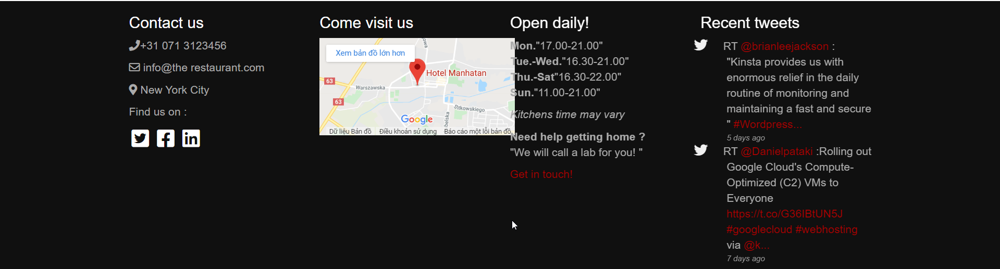 Contact us
+31 071 3123456
info@the restaurant.com
New York City
Find us on :
Come visit us
Xem bản đồ lớn hơn
Hotel Manhatan
63
Warszawska
63
Sitkowskiego
Google
Dữ liệu Bản đồ Điều khoản sử dụng Báo cáo một lỗi bản đồ
Open daily!
Mon."17.00-21.00"
Tue.-Wed."16.30-21.00"
Thu.-Sat"16.30-22.00"
Sun."11.00-21.00"
Kitchens time may vary
Need help getting home ?
"We will call a lab for you! "
Get in touch!
Recent tweets
RT @brianleejackson :
"Kinsta provides us with
enormous relief in the daily
routine of monitoring and
maintaining a fast and secure
" #Wordpress...
5 days ago
RT @Danielpataki :Rolling out
Google Cloud's Compute-
Optimized (C2) VMs to
Everyone
https://t.co/G36IBtUN5J
#googlecloud #webhosting
via @k...
7 days ago